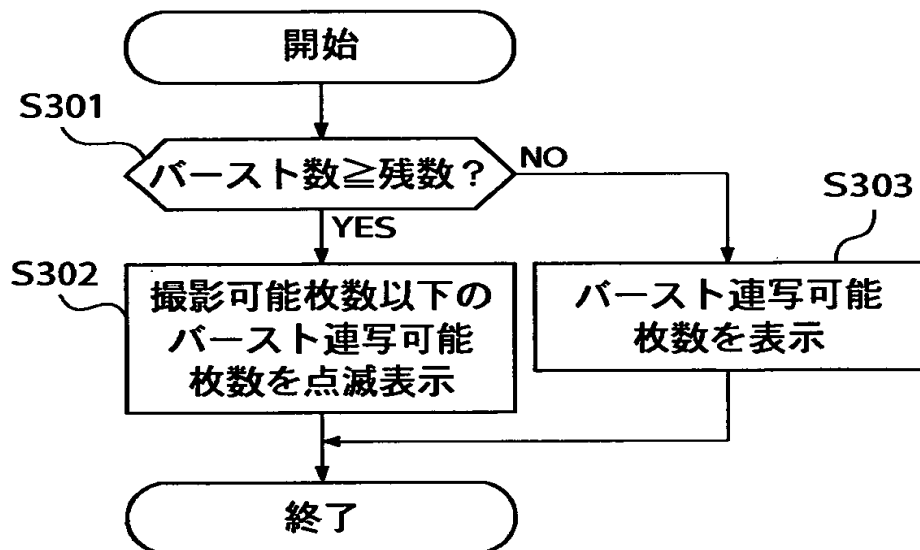 開始
S301
バースト数≧残数?
NO
YES
S303
S302
撮影可能枚数以下の
バースト連写可能
枚数を点滅表示
バースト連写可能
枚数を表示
終了